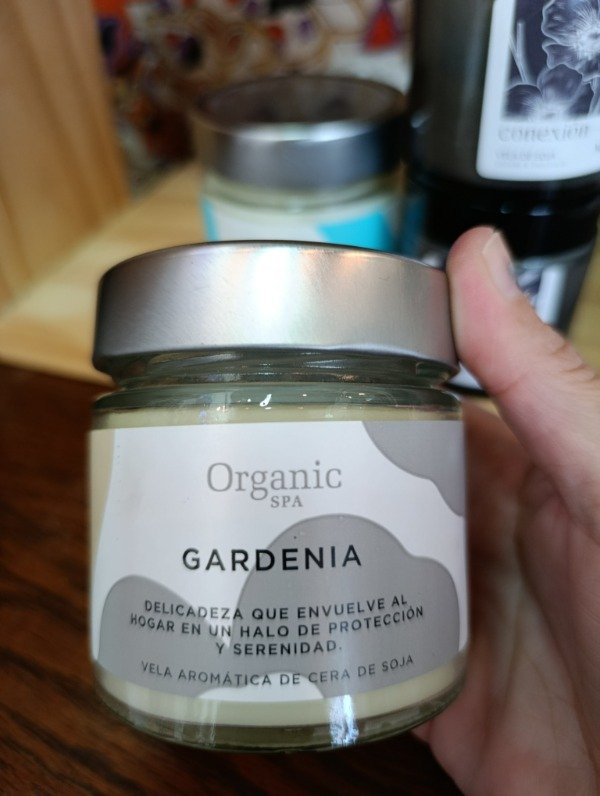 conexión
Organic
SPA
GARDENIA
DELICADEZA QUE ENVUELVE AL
HOGAR EN UN HALO DE PROTECCIÓN
Y SERENIDAD.
VELA AROMÁTICA DE CERA DE SOJA